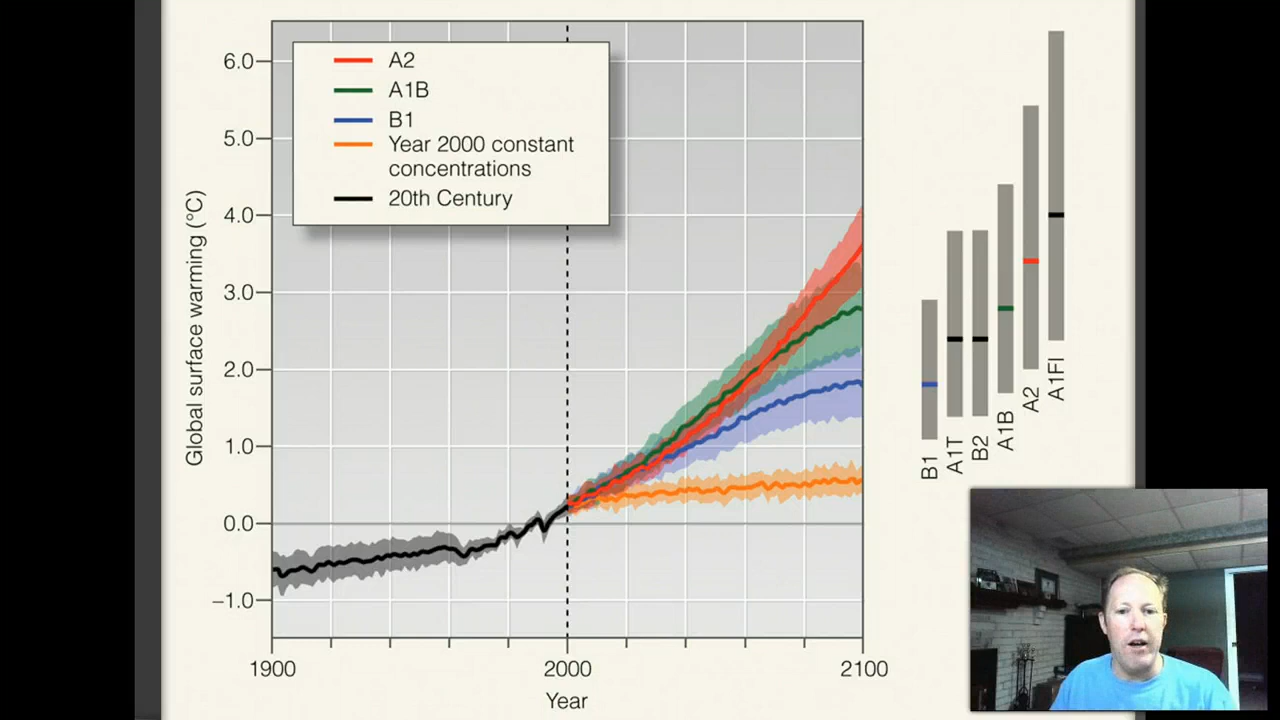 6.0
5.0
4.0
3.0
2.0
1.0
0.0
−1.0
Global surface warming (°C)
A2
A1B
B1
Year 2000 constant
concentrations
20th Century
1900
2000
2100
Year
B1
A1T
B2
A1B
A2
A1FI